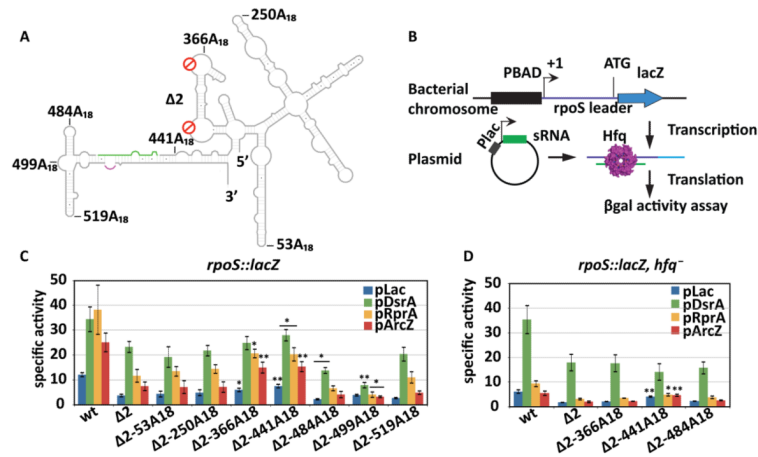 A
250A18
366A18
Δ2
484A18
441A18
499A18
5'
3'
519A18
53A18
B
PBAD
+1
ATG
lacZ
Bacterial
chromosome
rpoS leader
Plac
sRNA
Hfq
Transcription
Plasmid
Translation
βgal activity assay
C
rpoS::lacZ
specific activity
50
40
30
20
10
0
pLac
pDsrA
pRprA
pArcZ
*
*
**
**
*
**
*
**
*
wt
Δ2
Δ2-53A18
Δ2-250A18
Δ2-366A18
Δ2-441A18
Δ2-484A18
Δ2-499A18
Δ2-519A18
D
rpoS::lacZ, hfq⁻
specific activity
50
40
30
20
10
0
pLac
pDsrA
pRprA
pArcZ
**
*
***
wt
Δ2
Δ2-366A18
Δ2-441A18
Δ2-484A18